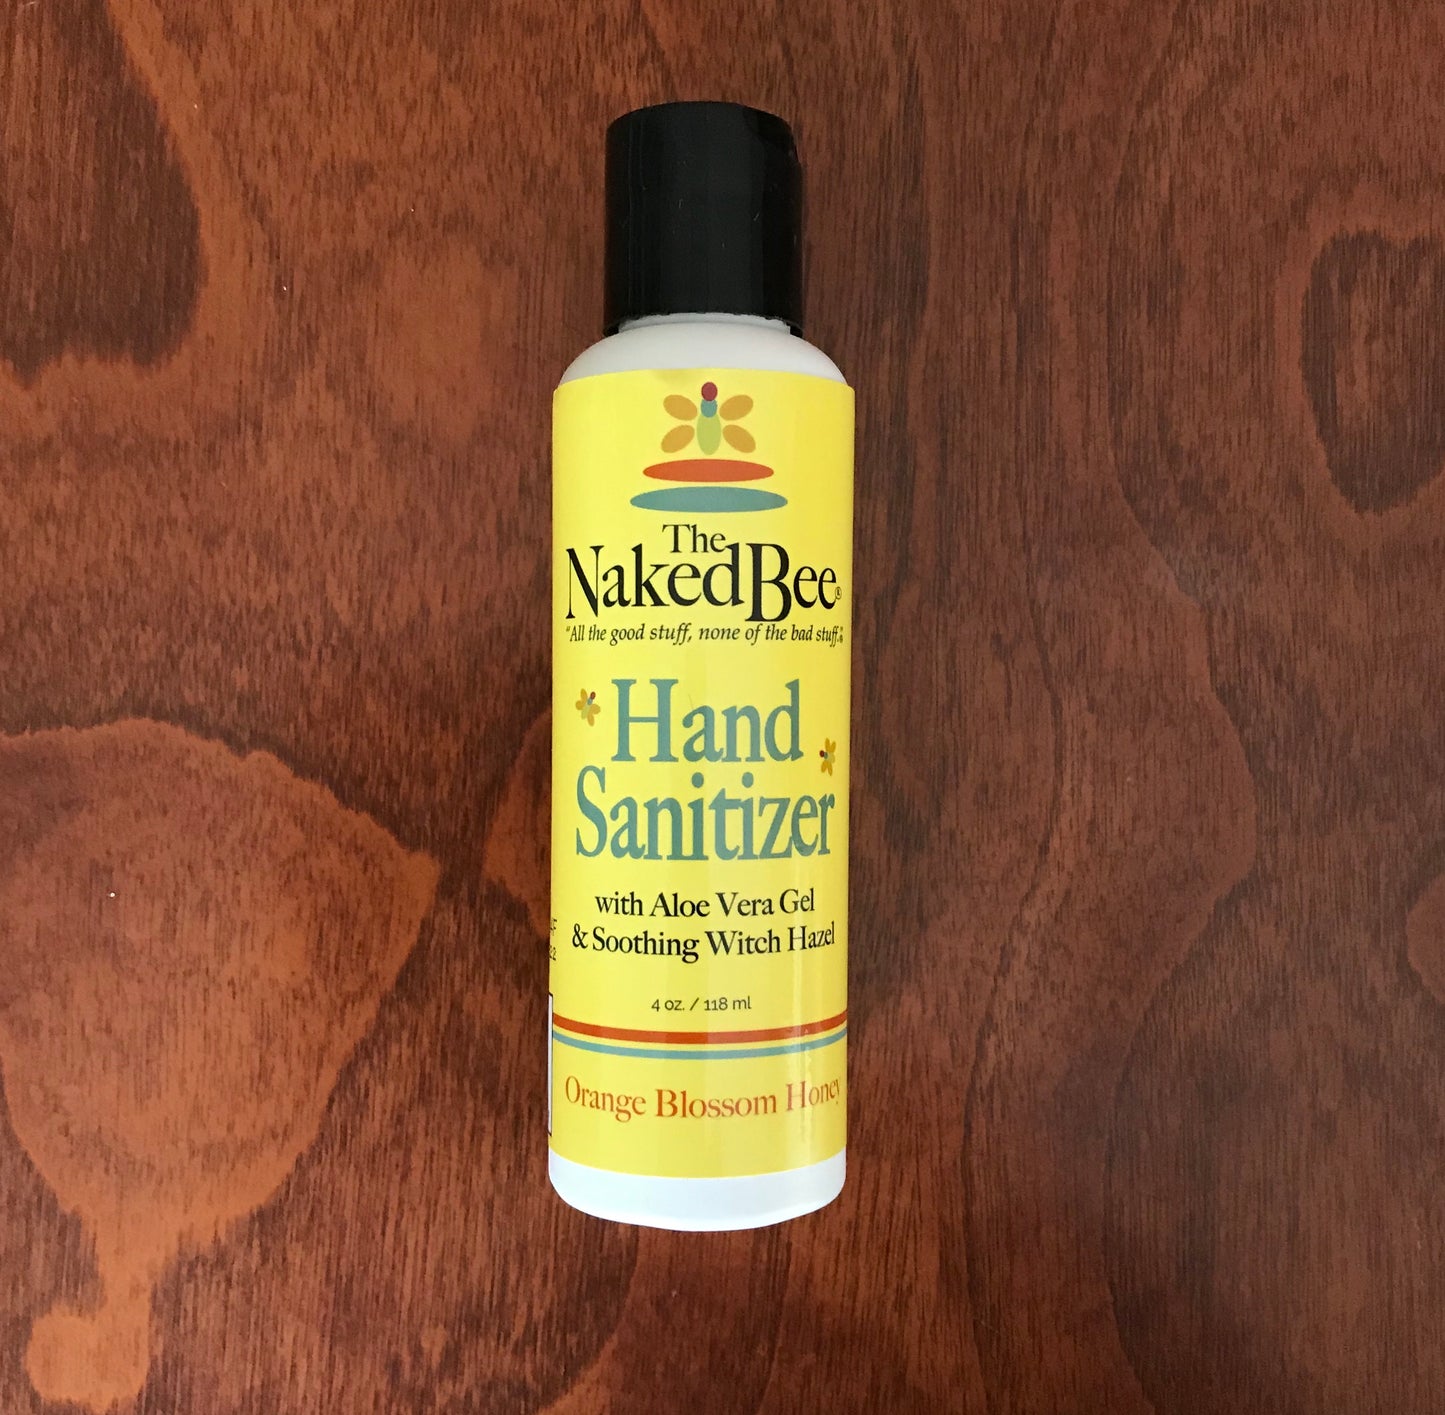 The
NakedBee®
"All the good stuff, none of the bad stuff."®
Hand
Sanitizer
with Aloe Vera Gel
& Soothing Witch Hazel
4 oz. / 118 ml
Orange Blossom Honey